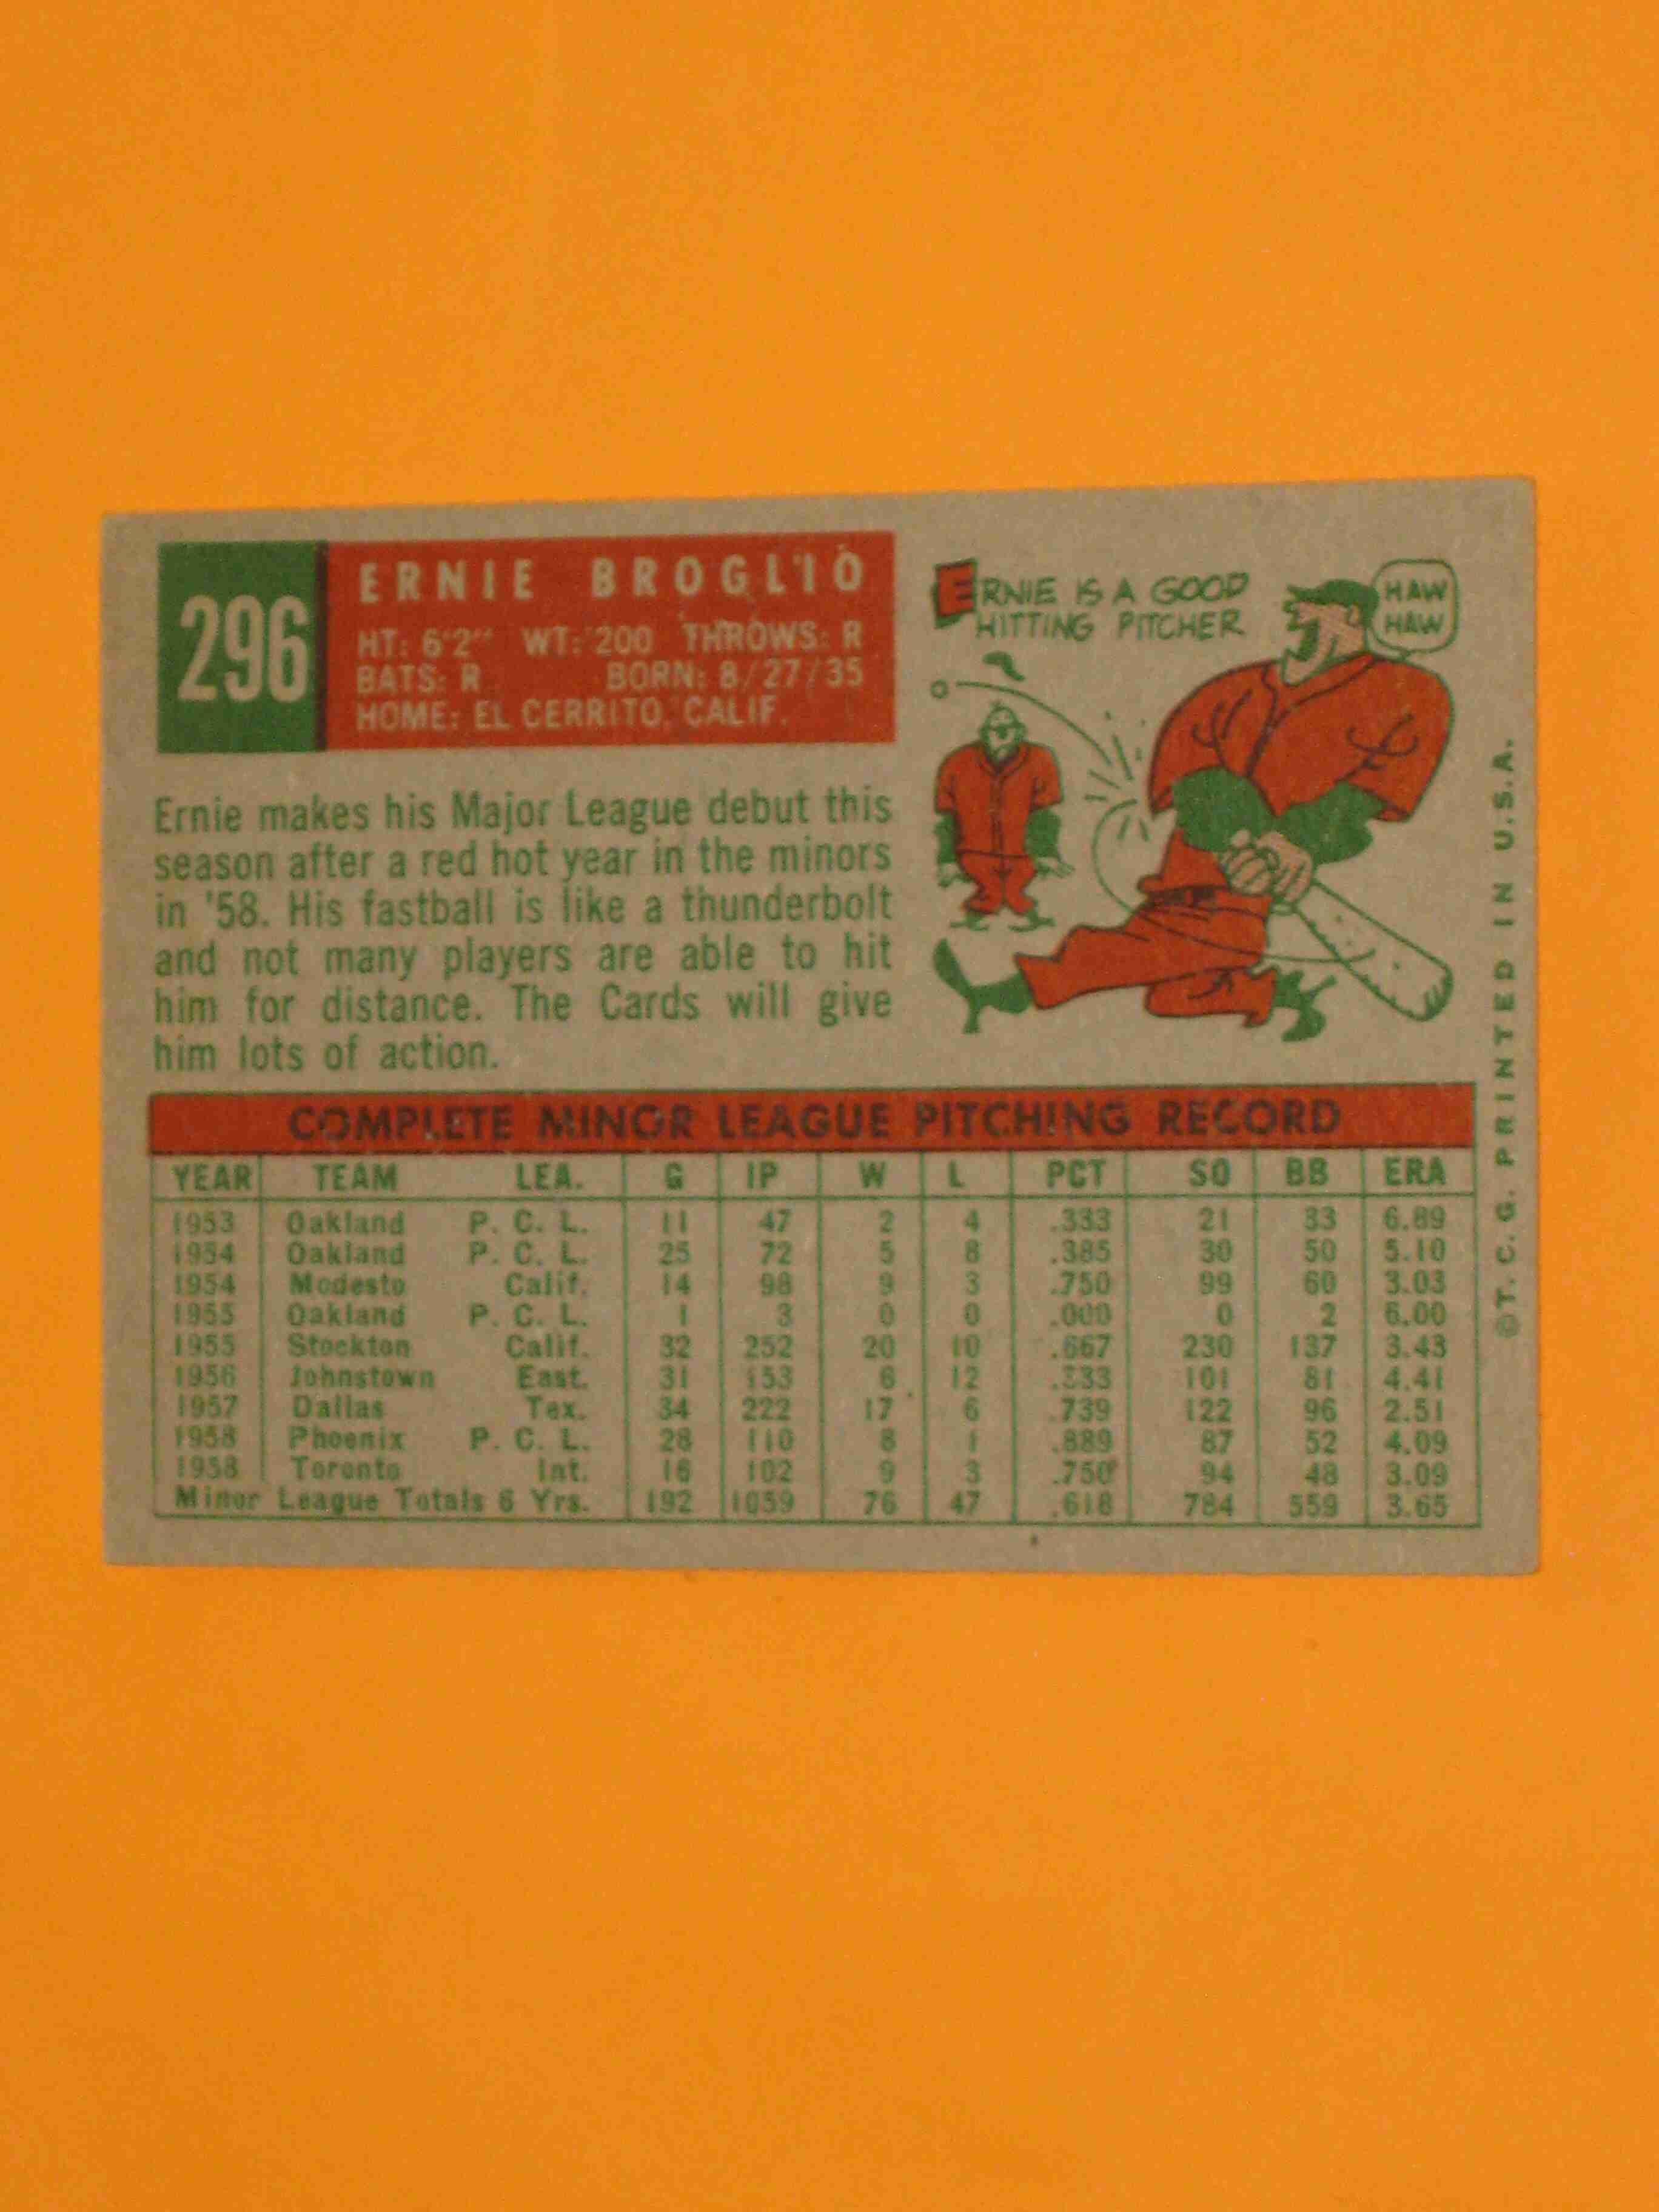 296
ERNIE BROGLIO
HT: 6'2" WT: 200 THROWS: R
BATS: R BORN: 8/27/35
HOME: EL CERRITO, CALIF.
ERNIE IS A GOOD
HITTING PITCHER
HAW
HAW
Ernie makes his Major League debut this
season after a red hot year in the minors
in '58. His fastball is like a thunderbolt
and not many players are able to hit
him for distance. The Cards will give
him lots of action.
COMPLETE MINOR LEAGUE PITCHING RECORD
YEAR TEAM LEA. G IP W L PCT SO BB ERA
1953 Oakland P. C. L. 11 47 2 4 .333 21 33 6.89
1954 Oakland P. C. L. 25 72 5 8 .385 30 50 5.10
1954 Modesto Calif. 14 98 9 3 .750 99 60 3.03
1955 Oakland P. C. L. 1 3 0 0 .000 0 2 6.00
1955 Stockton Calif. 32 252 20 10 .667 230 137 3.43
1956 Johnstown East. 31 153 6 12 .333 101 81 4.41
1957 Dallas Tex. 34 222 17 6 .739 122 96 2.51
1958 Phoenix P. C. L. 28 110 8 1 .889 87 52 4.09
1958 Toronto Int. 16 102 9 3 .750 94 48 3.09
Minor League Totals 6 Yrs. 192 1059 76 47 .618 784 559 3.65
©T. C. G. PRINTED IN U.S.A.